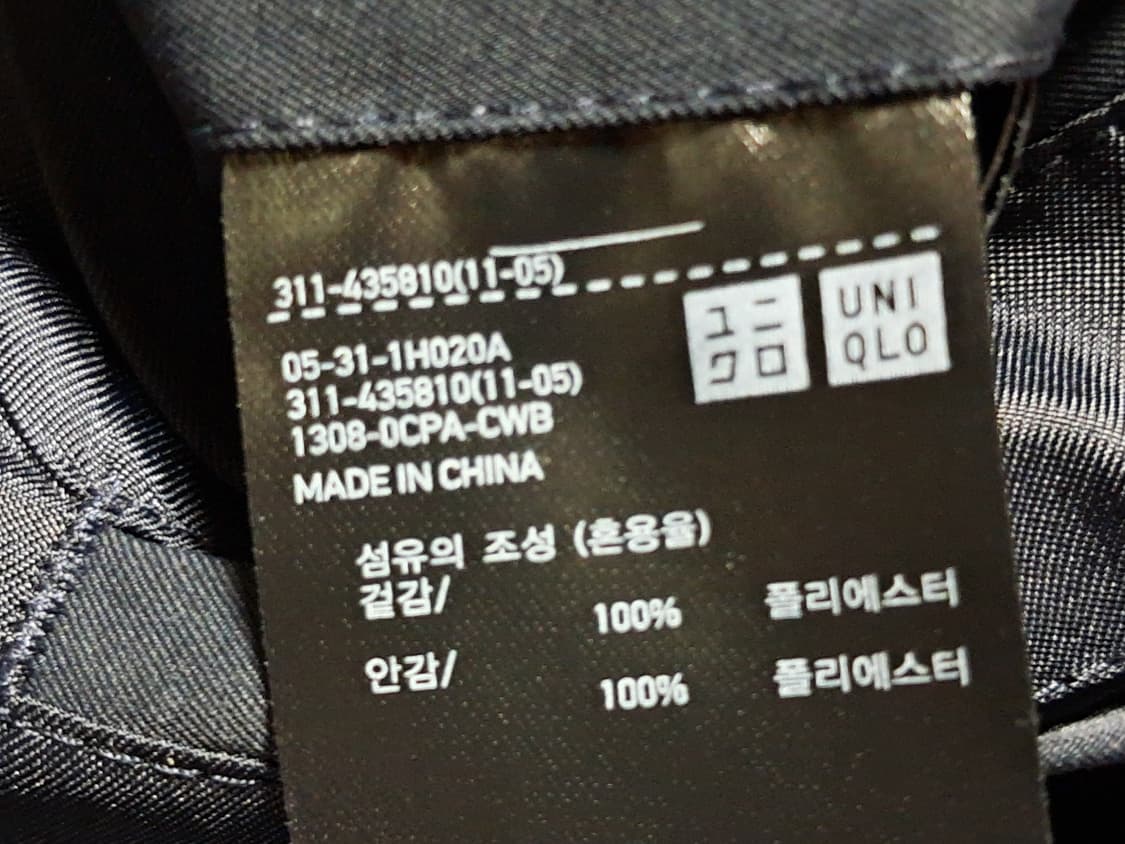 311-435810(11-05)
ユニ
クロ
UNI
QLO
05-31-1H020A
311-435810(11-05)
1308-0CPA-CWB
MADE IN CHINA
섬유의 조성 (혼용율)
겉감/ 100% 폴리에스터
안감/ 100% 폴리에스터